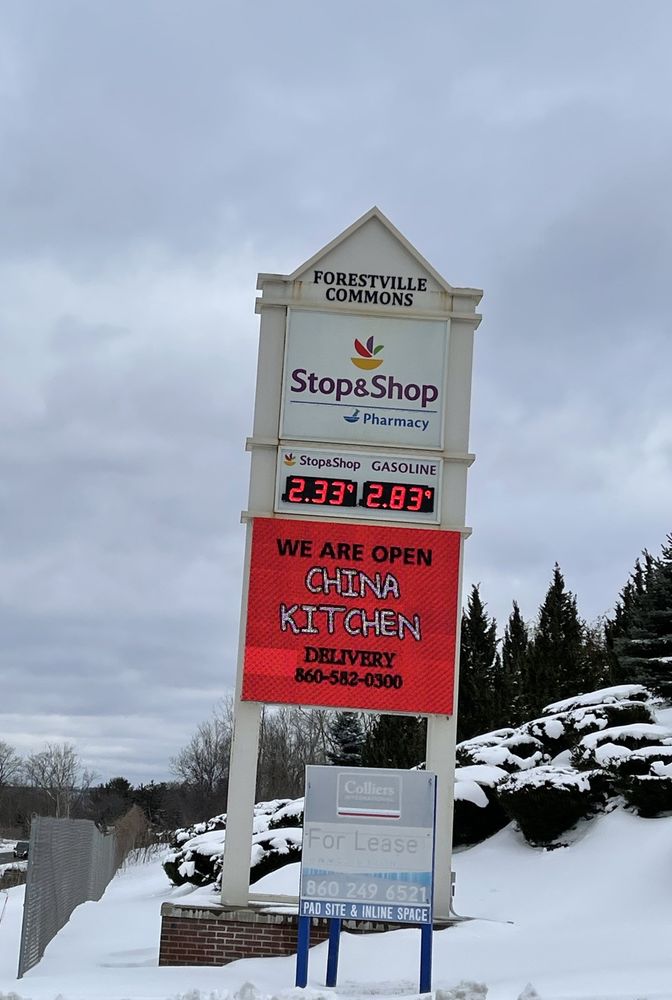 FORESTVILLE
COMMONS
Stop&Shop
Pharmacy
Stop&Shop GASOLINE
2.33⁹ 2.83⁹
WE ARE OPEN
CHINA
KITCHEN
DELIVERY
860-582-0300
Colliers
INTERNATIONAL
For Lease
860 249 6521
PAD SITE & INLINE SPACE